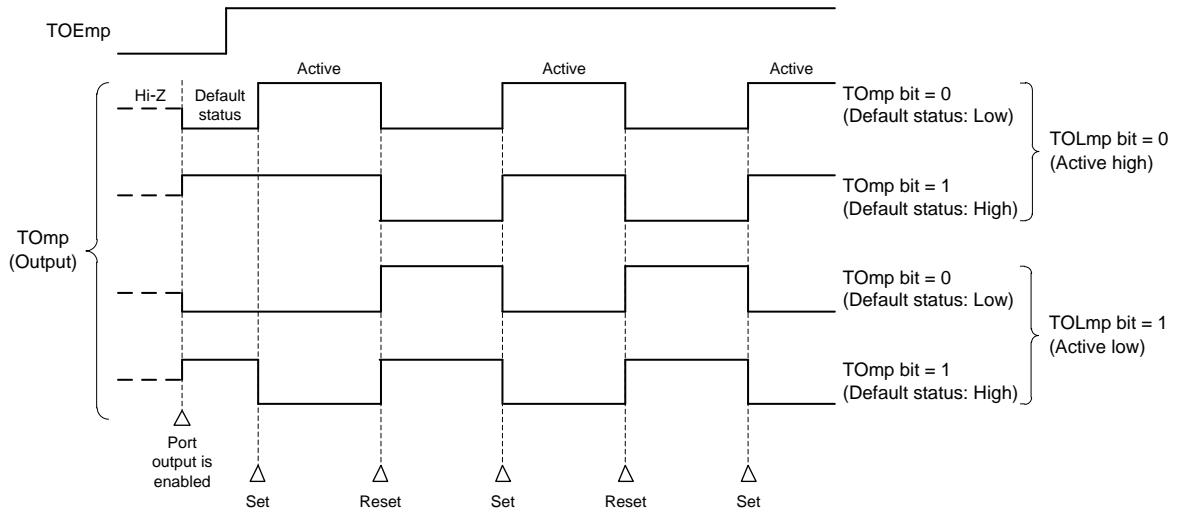 TOEmp
Active
Active
Active
Hi-Z
Default
status
TOmp bit = 0
(Default status: Low)
TOLmp bit = 0
(Active high)
TOmp bit = 1
(Default status: High)
TOmp
(Output)
TOmp bit = 0
(Default status: Low)
TOLmp bit = 1
(Active low)
TOmp bit = 1
(Default status: High)
Port
output is
enabled
Set
Reset
Set
Reset
Set